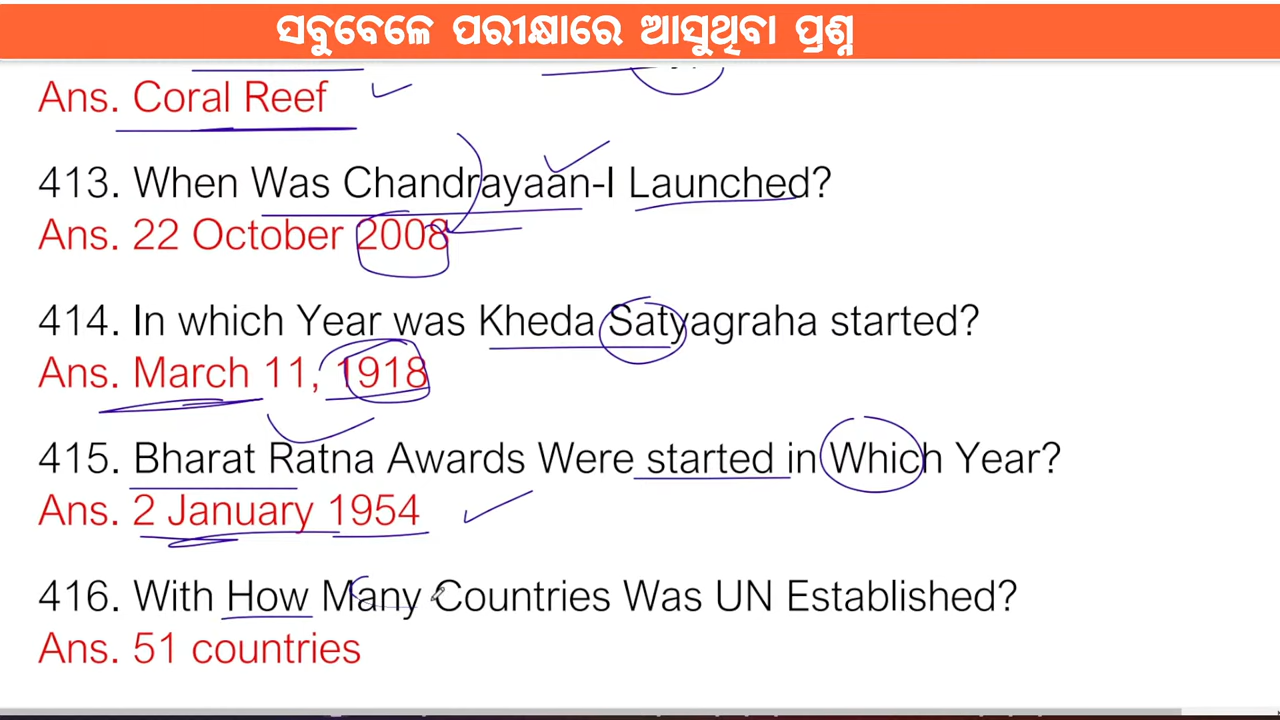 ସବୁବେଳେ ପରୀକ୍ଷାରେ ଆସୁଥିବା ପ୍ରଶ୍ନ
Ans. Coral Reef
413. When Was Chandrayaan-I Launched?
Ans. 22 October 2008
414. In which Year was Kheda Satyagraha started?
Ans. March 11, 1918
415. Bharat Ratna Awards Were started in Which Year?
Ans. 2 January 1954
416. With How Many Countries Was UN Established?
Ans. 51 countries